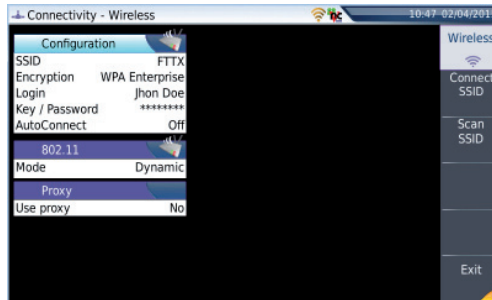 Connectivity - Wireless
10:47 02/04/201
Configuration
SSID FTTX
Encryption WPA Enterprise
Login Jhon Doe
Key / Password ********
AutoConnect Off
802.11
Mode Dynamic
Proxy
Use proxy No
Wireless
Connect
SSID
Scan
SSID
Exit